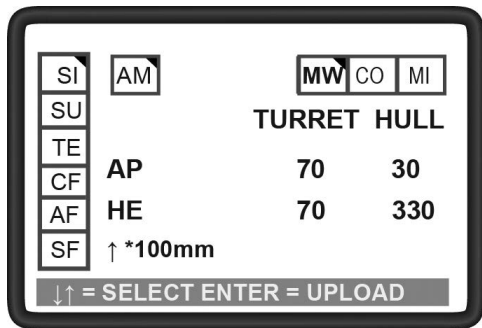 SI AM MW CO MI
SU TURRET HULL
TE
AP 70 30
CF
AF HE 70 330
SF ↑ *100mm
↓↑ = SELECT ENTER = UPLOAD